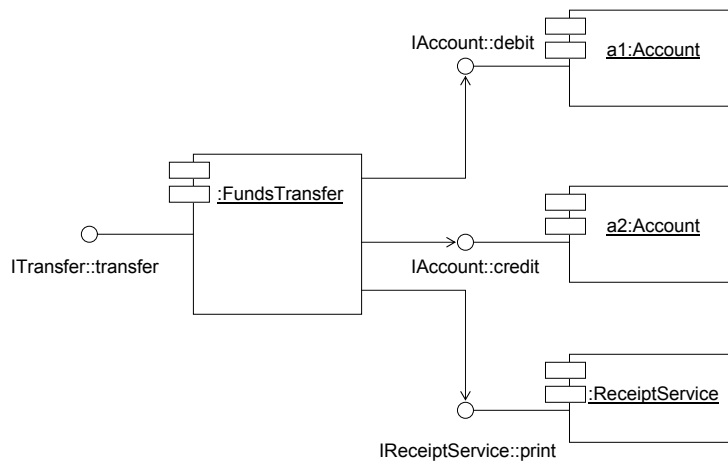 IAccount::debit
a1:Account
:FundsTransfer
a2:Account
ITransfer::transfer
IAccount::credit
:ReceiptService
IReceiptService::print